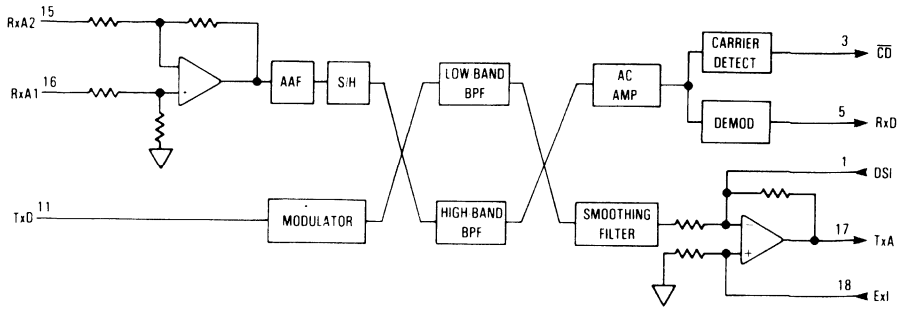 RxA2 15
RxA1 16
AAF
S/H
LOW BAND
BPF
AC
AMP
CARRIER
DETECT
3 CD
DEMOD
5 RxD
1 DSI
TxD 11
MODULATOR
HIGH BAND
BPF
SMOOTHING
FILTER
−
+
17 TxA
18 ExI